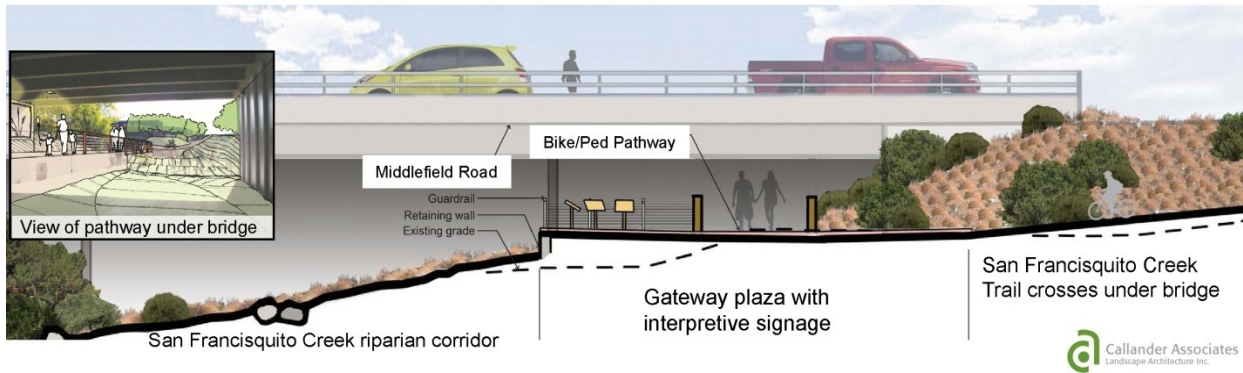 View of pathway under bridge
Middlefield Road
Bike/Ped Pathway
Guardrail
Retaining wall
Existing grade
San Francisquito Creek riparian corridor
Gateway plaza with
interpretive signage
San Francisquito Creek
Trail crosses under bridge
Callander Associates
Landscape Architecture Inc.